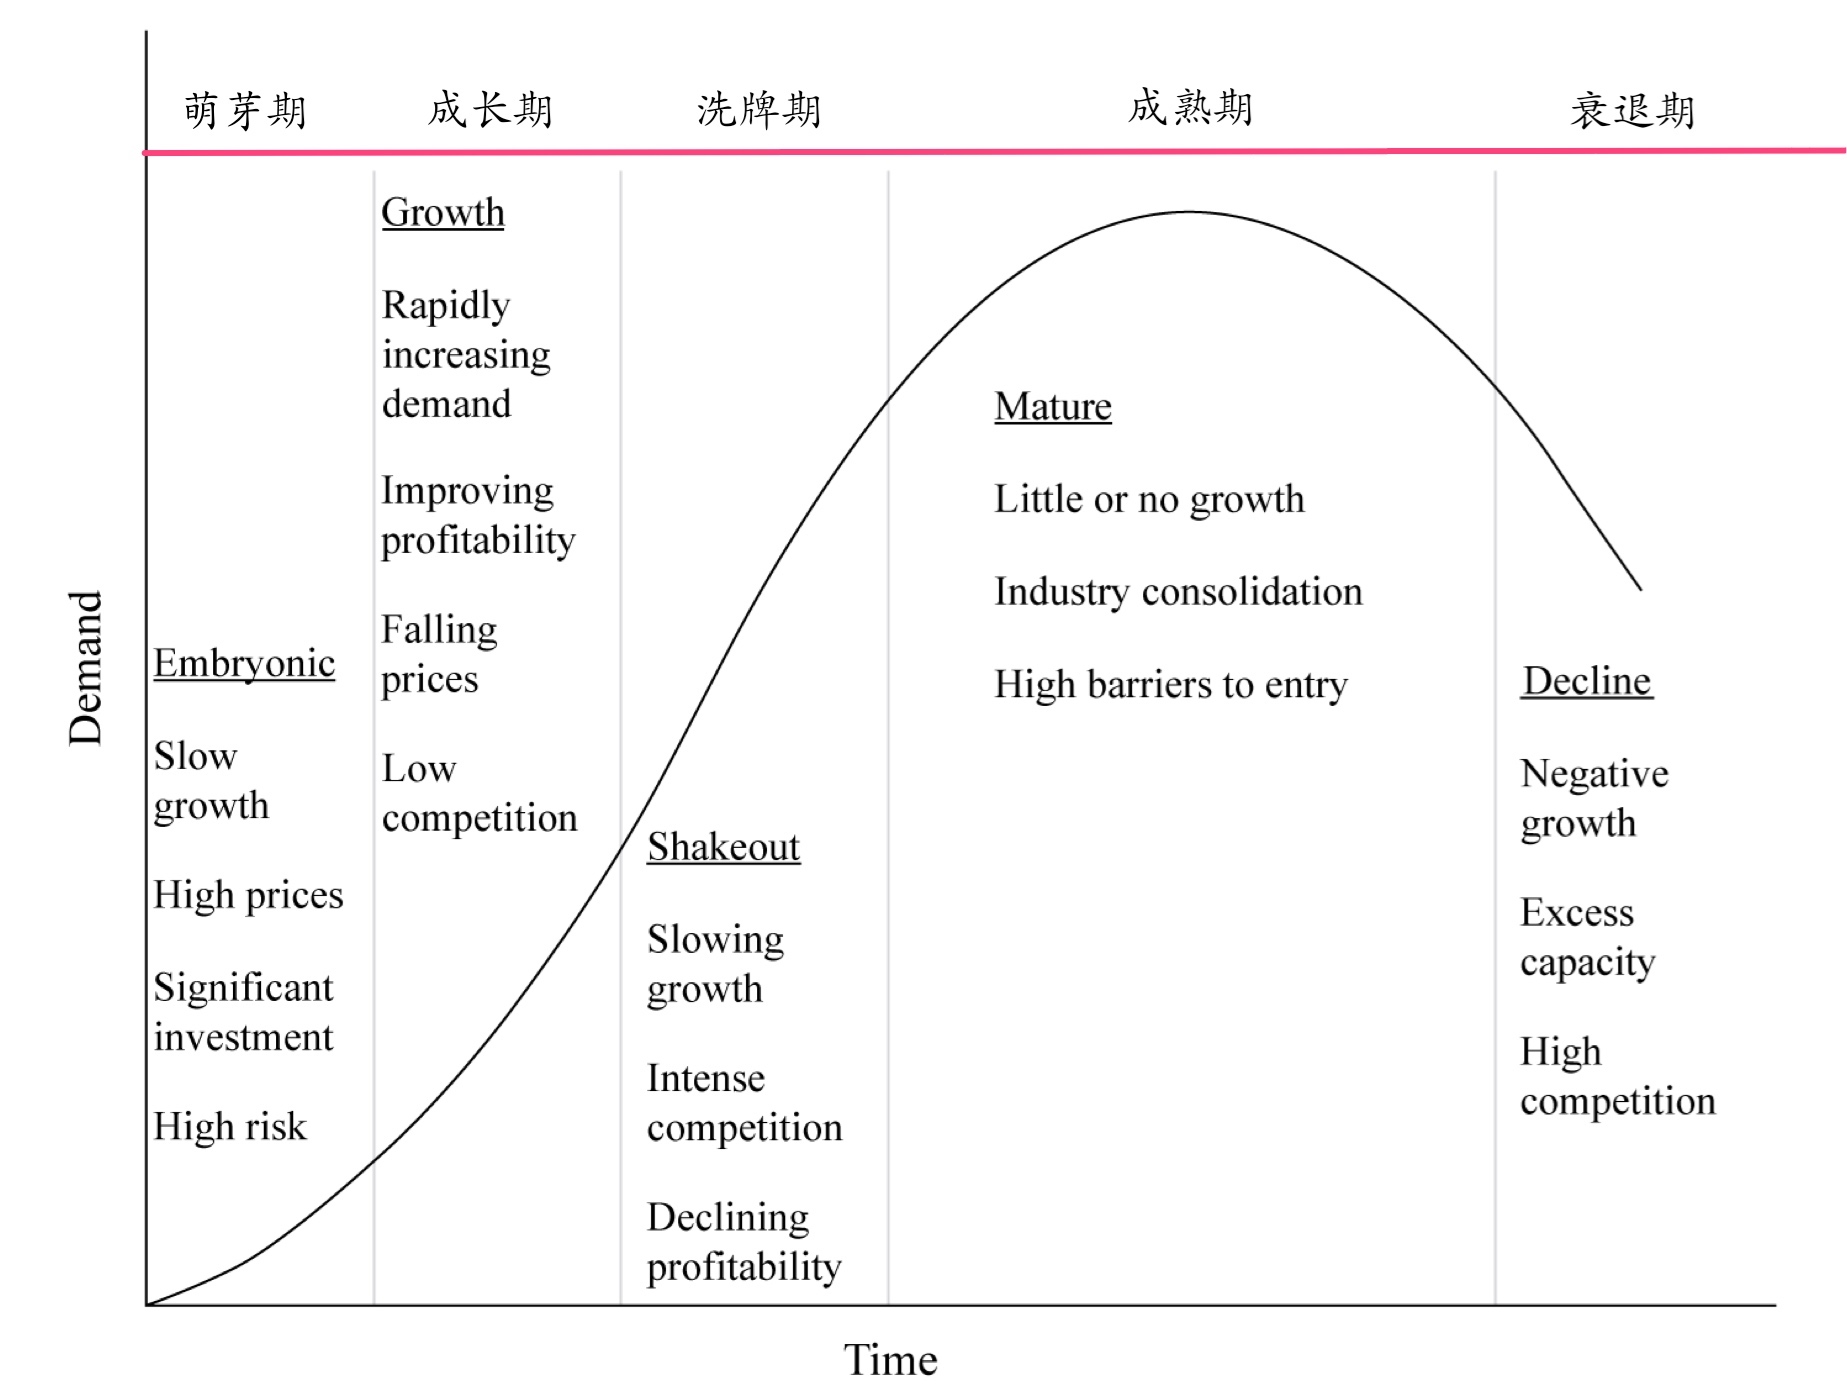 萌芽期
成长期
洗牌期
成熟期
衰退期
Growth
Rapidly
increasing
demand
Improving
profitability
Falling
prices
Low
competition
Embryonic
Slow
growth
High prices
Significant
investment
High risk
Shakeout
Slowing
growth
Intense
competition
Declining
profitability
Mature
Little or no growth
Industry consolidation
High barriers to entry
Decline
Negative
growth
Excess
capacity
High
competition
Demand
Time